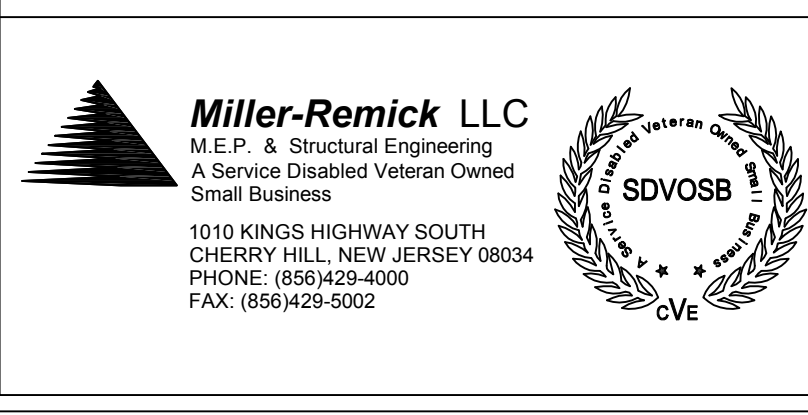 Miller-Remick LLC
M.E.P. & Structural Engineering
A Service Disabled Veteran Owned
Small Business
1010 KINGS HIGHWAY SOUTH
CHERRY HILL, NEW JERSEY 08034
PHONE: (856)429-4000
FAX: (856)429-5002
A Service Disabled Veteran Owned Small Business
SDVOSB
CVE